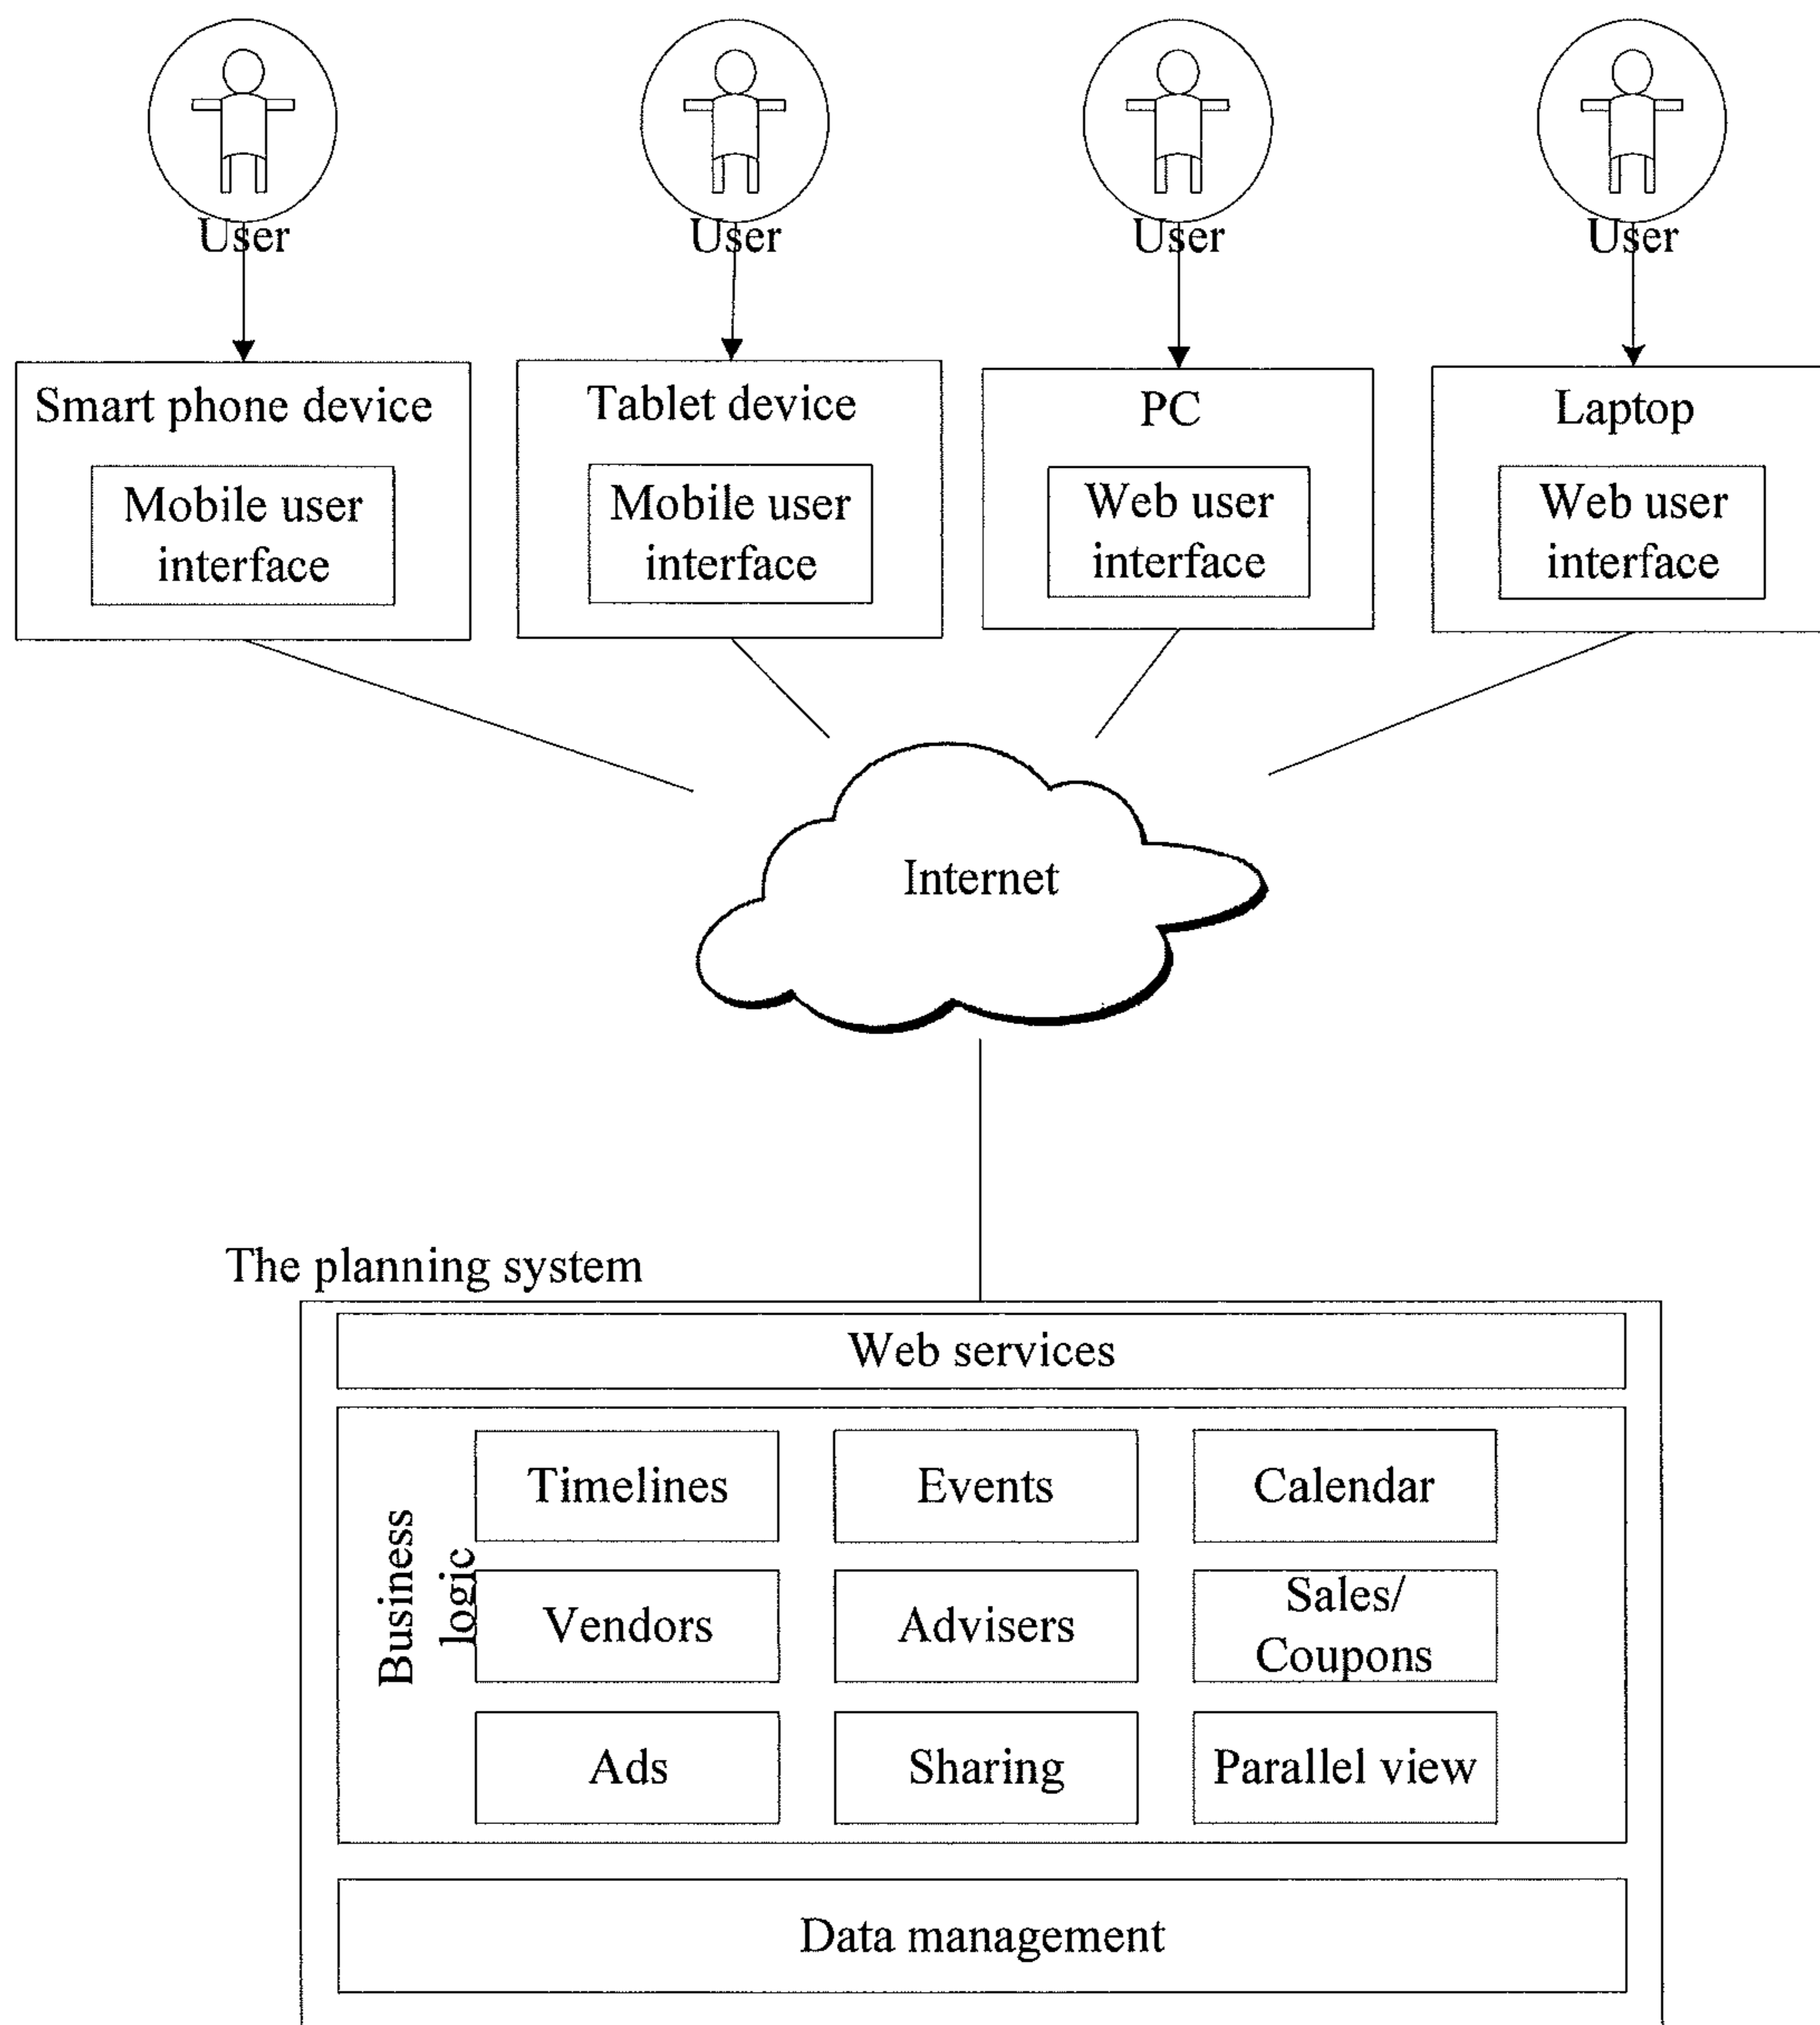 User
User
User
User
Smart phone device
Mobile user
interface
Tablet device
Mobile user
interface
PC
Web user
interface
Laptop
Web user
interface
Internet
The planning system
Web services
Business
logic
Timelines
Events
Calendar
Vendors
Advisers
Sales/
Coupons
Ads
Sharing
Parallel view
Data management